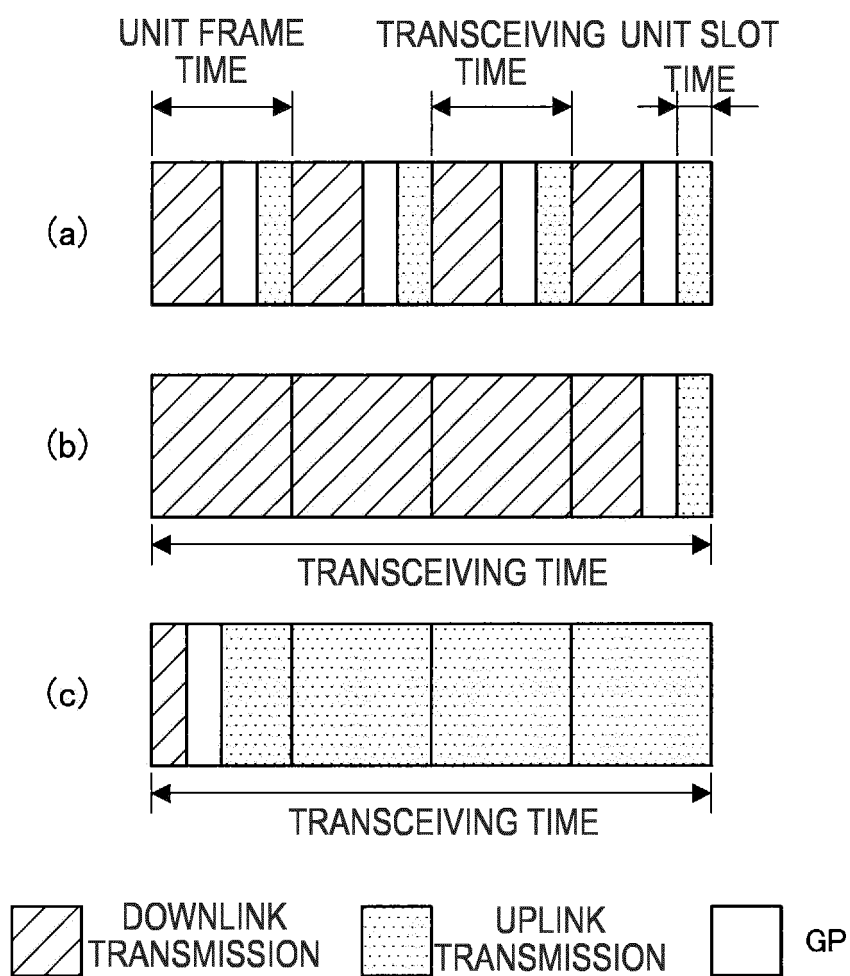 UNIT FRAME
TIME
TRANSCEIVING
TIME
UNIT SLOT
TIME
(a)
(b)
TRANSCEIVING TIME
(c)
TRANSCEIVING TIME
DOWNLINK
TRANSMISSION
UPLINK
TRANSMISSION
GP